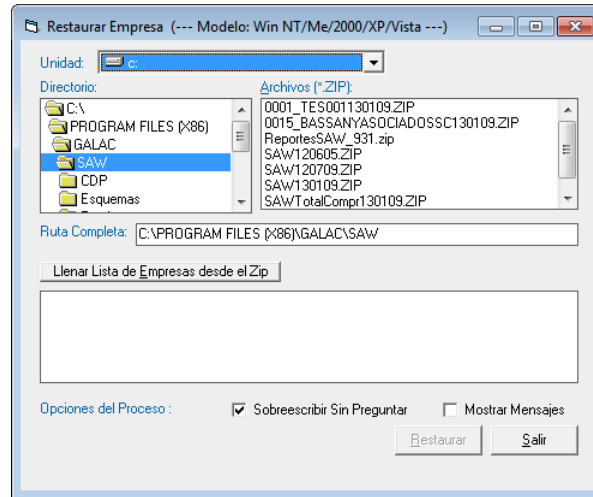 Restaurar Empresa (--- Modelo: Win NT/Me/2000/XP/Vista ---)
Unidad: c:
Directorio: Archivos (*.ZIP):
C:\
PROGRAM FILES (X86)
GALAC
SAW
CDP
Esquemas
0001_TES001130109.ZIP
0015_BASSANYASOCIADOSSC130109.ZIP
ReportesSAW_931.zip
SAW120605.ZIP
SAW120709.ZIP
SAW130109.ZIP
SAWTotalCompr130109.ZIP
Ruta Completa: C:\PROGRAM FILES (X86)\GALAC\SAW
Llenar Lista de Empresas desde el Zip
Opciones del Proceso : Sobreescribir Sin Preguntar Mostrar Mensajes
Restaurar Salir